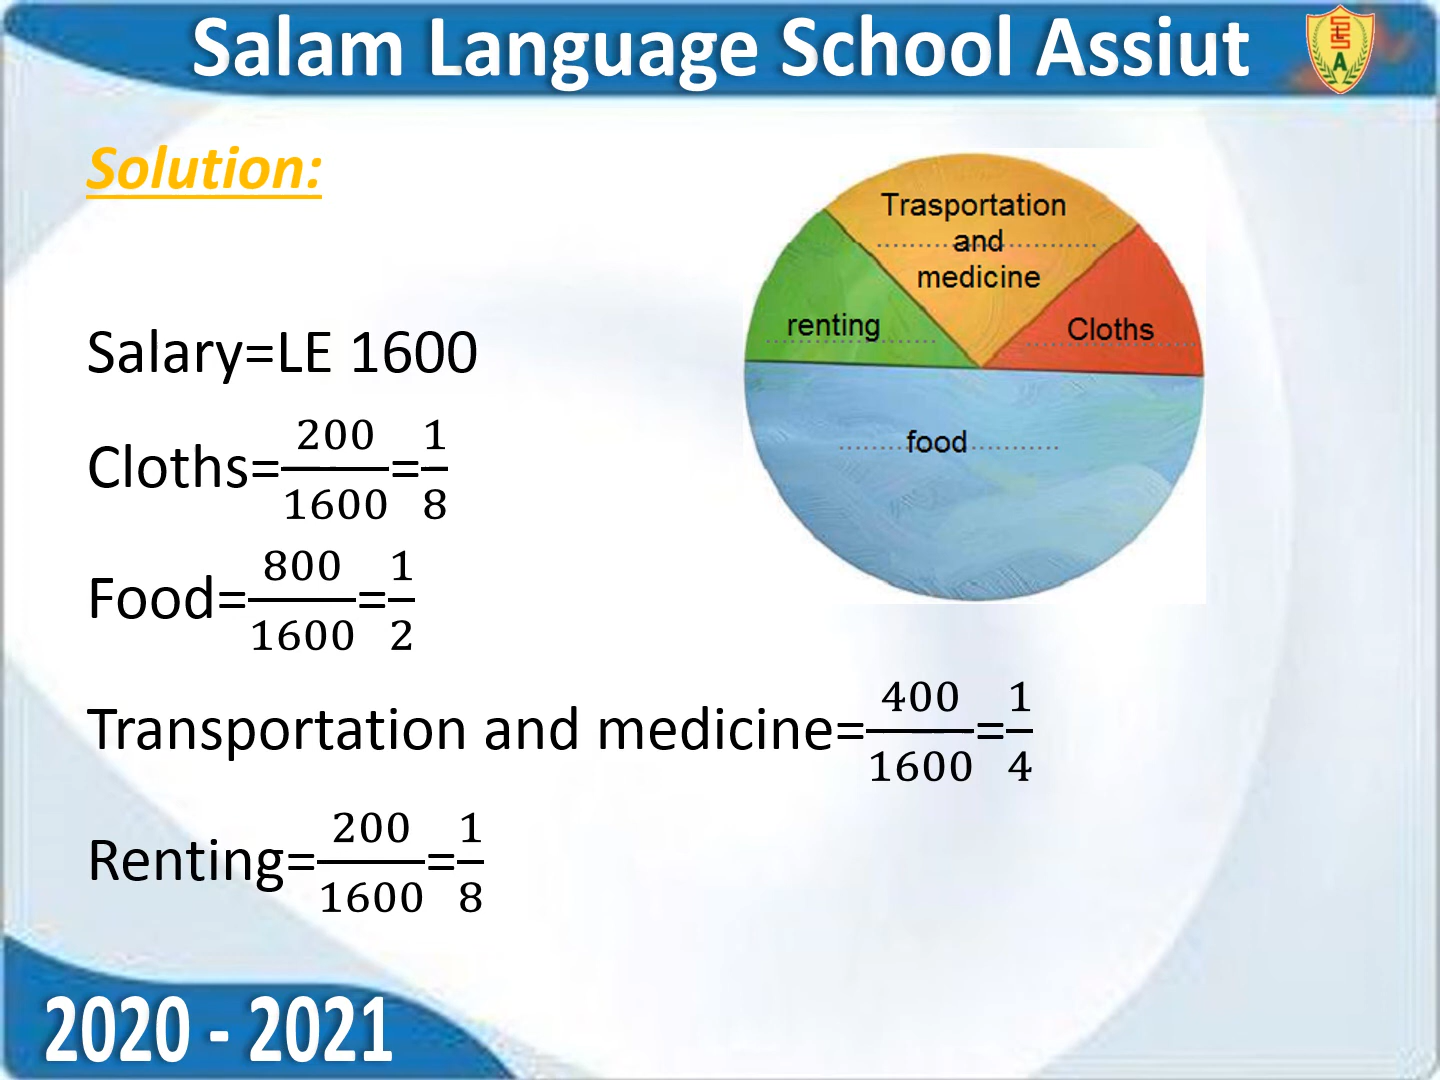 Salam Language School Assiut
Solution:
Trasportation
and
medicine
renting
Cloths
food
Salary=LE 1600
Cloths=200/1600=1/8
Food=800/1600=1/2
Transportation and medicine=400/1600=1/4
Renting=200/1600=1/8
2020 - 2021